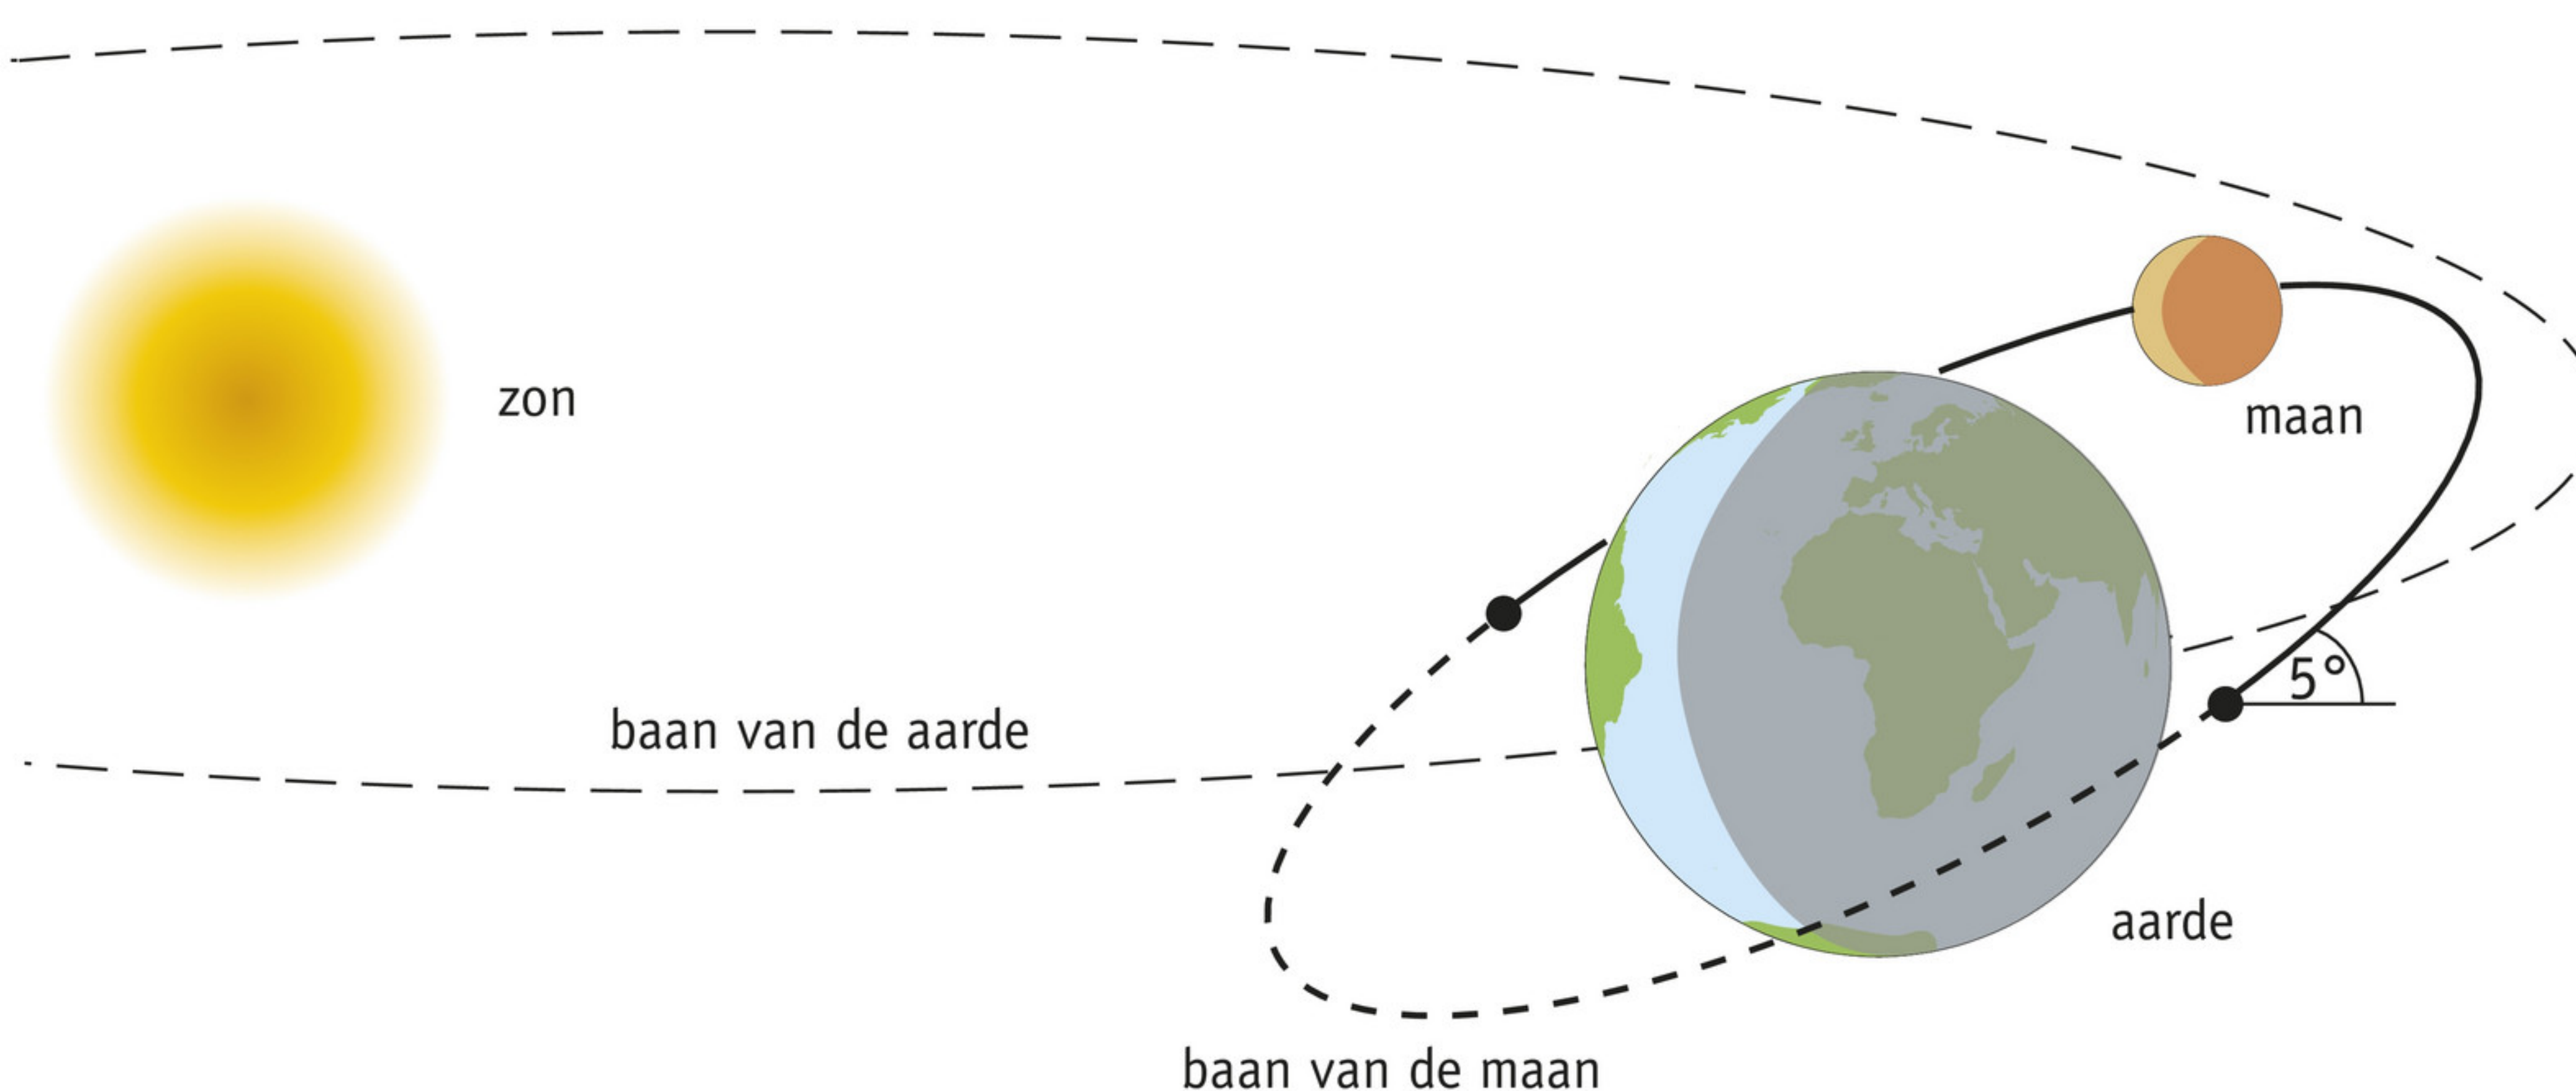 zon
maan
5°
baan van de aarde
aarde
baan van de maan